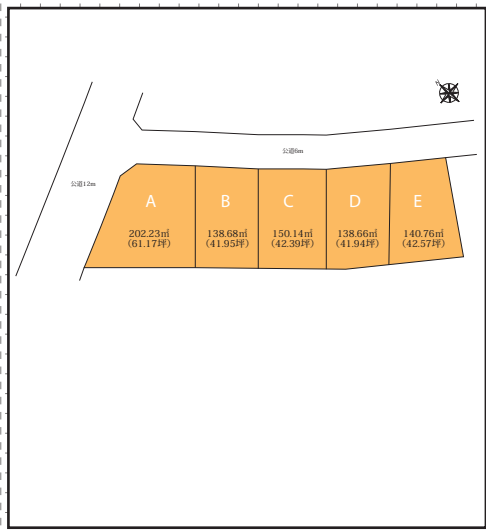 公道6m
公道12m
A
B
C
D
E
202.23㎡
(61.17坪)
138.68㎡
(41.95坪)
150.14㎡
(42.39坪)
138.66㎡
(41.94坪)
140.76㎡
(42.57坪)